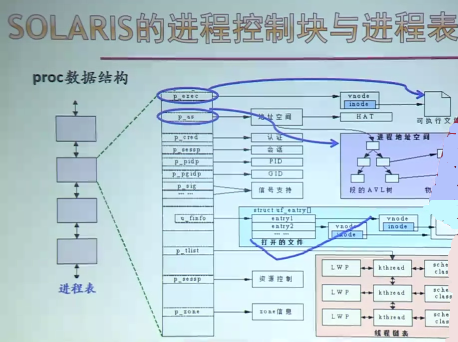 SOLARIS的进程控制块与进程表
proc数据结构
p_exec
vnode
inode
可执行文
p_as
地址空间
HAT
进程地址空间
p_cred
认证
p_sessp
会话
p_pidp
PID
p_pgidp
GID
段的AVL树
物
p_sig
信号支持
struct uf_entry[]
u_finfo
entry1
entry2
vnode
inode
vnode
inode
打开的文件
p_tlist
进程表
p_sessp
资源控制
LWP
kthread
sche
class
LWP
kthread
sche
class
p_zone
zone信息
LWP
kthread
sche
clas
线程链表